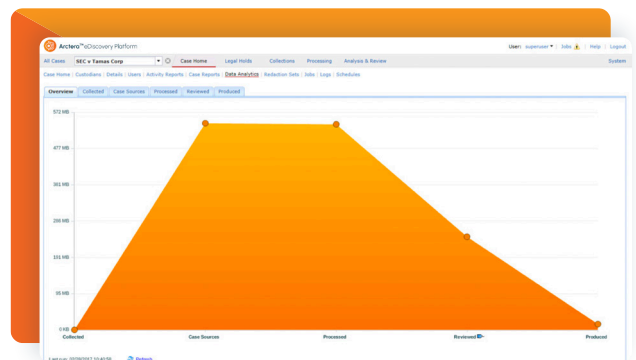 Arctera™ eDiscovery Platform
User: superuser | Jobs | Help | Logout
All Cases SEC v Tamas Corp Case Home Legal Holds Collections Processing Analysis & Review System
Case Home | Custodians | Details | Users | Activity Reports | Case Reports | Data Analytics | Redaction Sets | Jobs | Logs | Schedules
Overview Collected Case Sources Processed Reviewed Produced
572 MB
477 MB
381 MB
286 MB
191 MB
95 MB
0 KB
Collected Case Sources Processed Reviewed Produced
Refresh